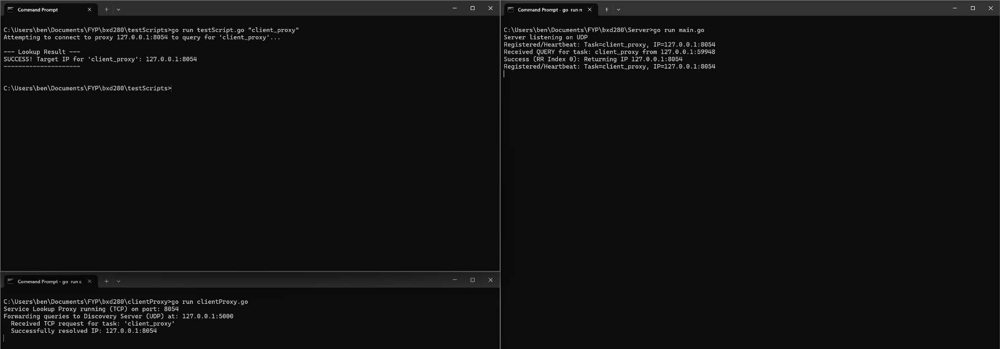 Command Prompt
C:\Users\ben\Documents\FYP\bxd280\testScripts>go run testScript.go "client_proxy"
Attempting to connect to proxy 127.0.0.1:8054 to query for 'client_proxy'...
--- Lookup Result ---
SUCCESS! Target IP for 'client_proxy': 127.0.0.1:8054
---------------------
C:\Users\ben\Documents\FYP\bxd280\testScripts>
Command Prompt - go  run c
C:\Users\ben\Documents\FYP\bxd280\clientProxy>go run clientProxy.go
Service Lookup Proxy running (TCP) on port: 8054
Forwarding queries to Discovery Server (UDP) at: 127.0.0.1:5000
  Received TCP request for task: 'client_proxy'
  Successfully resolved IP: 127.0.0.1:8054
Command Prompt - go  run n
C:\Users\ben\Documents\FYP\bxd280\Server>go run main.go
Server listening on UDP
Registered/Heartbeat: Task=client_proxy, IP=127.0.0.1:8054
Received QUERY for task: client_proxy from 127.0.0.1:59948
Success (RR Index 0): Returning IP 127.0.0.1:8054
Registered/Heartbeat: Task=client_proxy, IP=127.0.0.1:8054